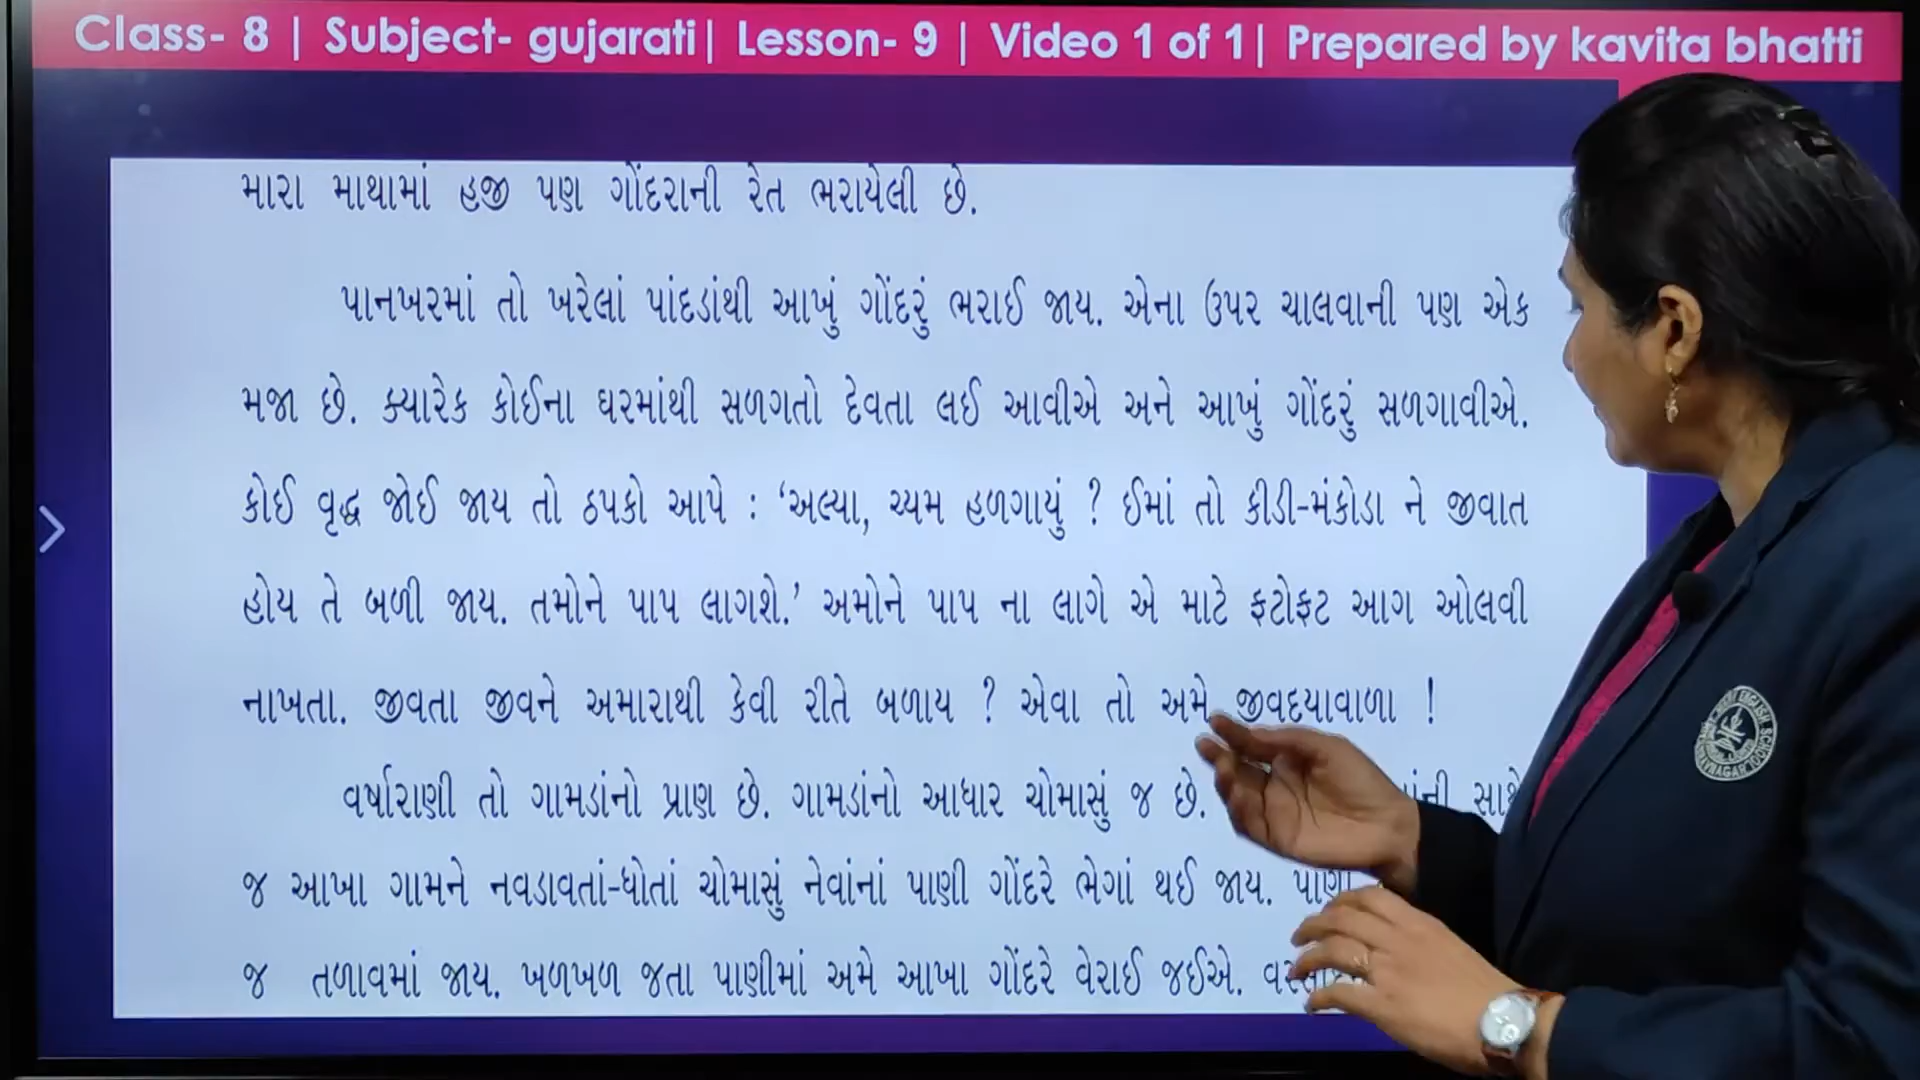 Class- 8 | Subject- gujarati| Lesson- 9 | Video 1 of 1| Prepared by kavita bhatti
મારા માથામાં હજી પણ ગોંદરાની રેત ભરાયેલી છે.
પાનખરમાં તો ખરેલાં પાંદડાંથી આખું ગોંદરું ભરાઈ જાય. એના ઉપર ચાલવાની પણ એક
મજા છે. ક્યારેક કોઈના ઘરમાંથી સળગતો દેવતા લઈ આવીએ અને આખું ગોંદરું સળગાવીએ.
કોઈ વૃદ્ધ જોઈ જાય તો ઠપકો આપે : ‘અલ્યા, ચ્યમ હળગાયું ? ઈમાં તો કીડી-મંકોડા ને જીવાત
હોય તે બળી જાય. તમોને પાપ લાગશે.’ અમોને પાપ ના લાગે એ માટે ફટોફટ આગ ઓલવી
નાખતા. જીવતા જીવને અમારાથી કેવી રીતે બળાય ? એવા તો અમે જીવદયાવાળા !
વર્ષારાણી તો ગામડાંનો પ્રાણ છે. ગામડાંનો આધાર ચોમાસું જ છે. સાથે
જ આખા ગામને નવડાવતાં-ધોતાં ચોમાસું નેવાંનાં પાણી ગોંદરે ભેગાં થઈ જાય. પાણી
જ તળાવમાં જાય. ખળખળ જતા પાણીમાં અમે આખા ગોંદરે વેરાઈ જઈએ.